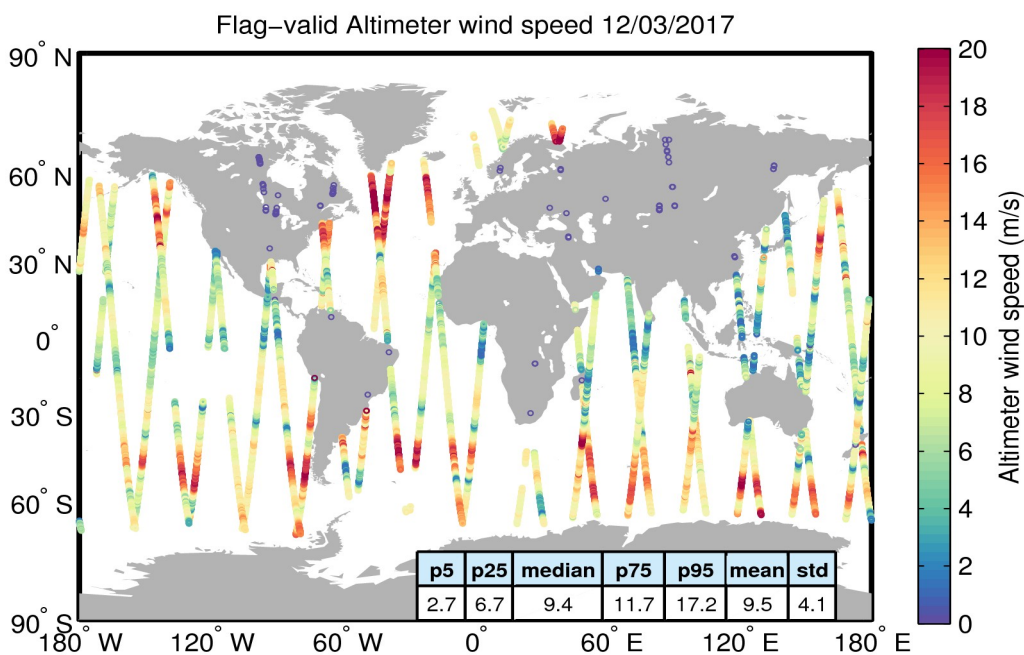 Flag−valid Altimeter wind speed 12/03/2017
90° N
60° N
30° N
0°
30° S
60° S
90° S
180° W
120° W
60° W
0°
60° E
120° E
180° E
p5 p25 median p75 p95 mean std
2.7 6.7 9.4 11.7 17.2 9.5 4.1
20
18
16
14
12
10
8
6
4
2
0
Altimeter wind speed (m/s)